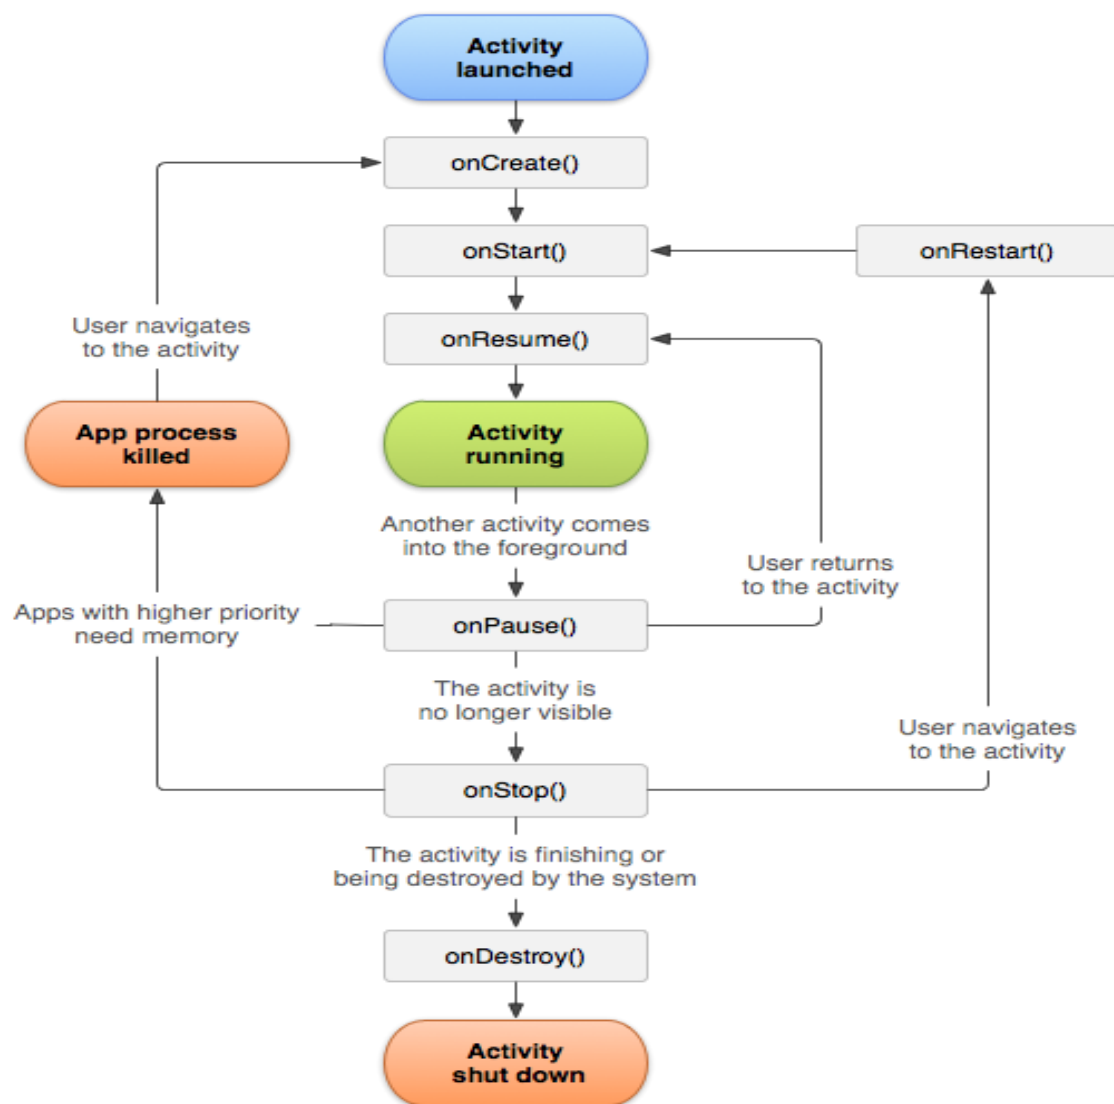 Activity
launched
onCreate()
onStart()
onRestart()
User navigates
to the activity
onResume()
App process
killed
Activity
running
Another activity comes
into the foreground
User returns
to the activity
Apps with higher priority
need memory
onPause()
The activity is
no longer visible
User navigates
to the activity
onStop()
The activity is finishing or
being destroyed by the system
onDestroy()
Activity
shut down